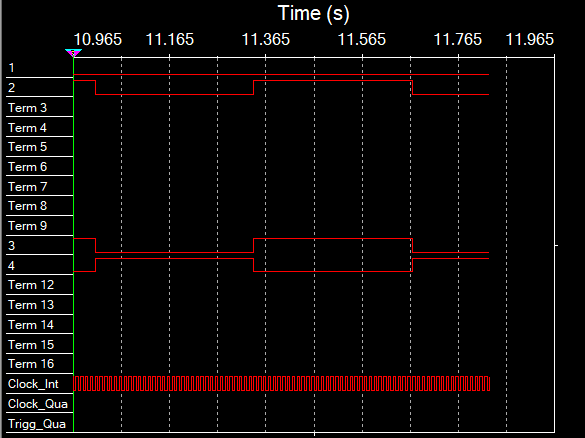 Time (s)
10.965 11.165 11.365 11.565 11.765 11.965
1
2
Term 3
Term 4
Term 5
Term 6
Term 7
Term 8
Term 9
3
4
Term 12
Term 13
Term 14
Term 15
Term 16
Clock_Int
Clock_Qua
Trigg_Qua